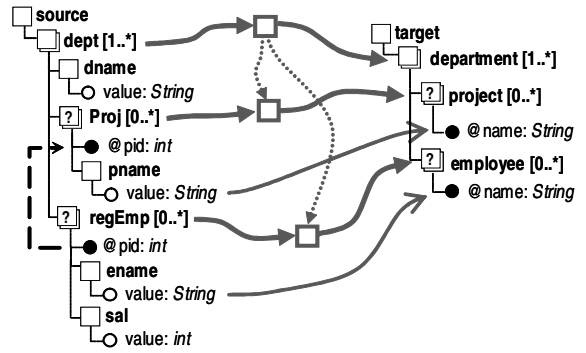 source
dept [1..*]
dname
value: String
? Proj [0..*]
@pid: int
pname
value: String
? regEmp [0..*]
@pid: int
ename
value: String
sal
value: int
target
department [1..*]
? project [0..*]
@name: String
? employee [0..*]
@name: String